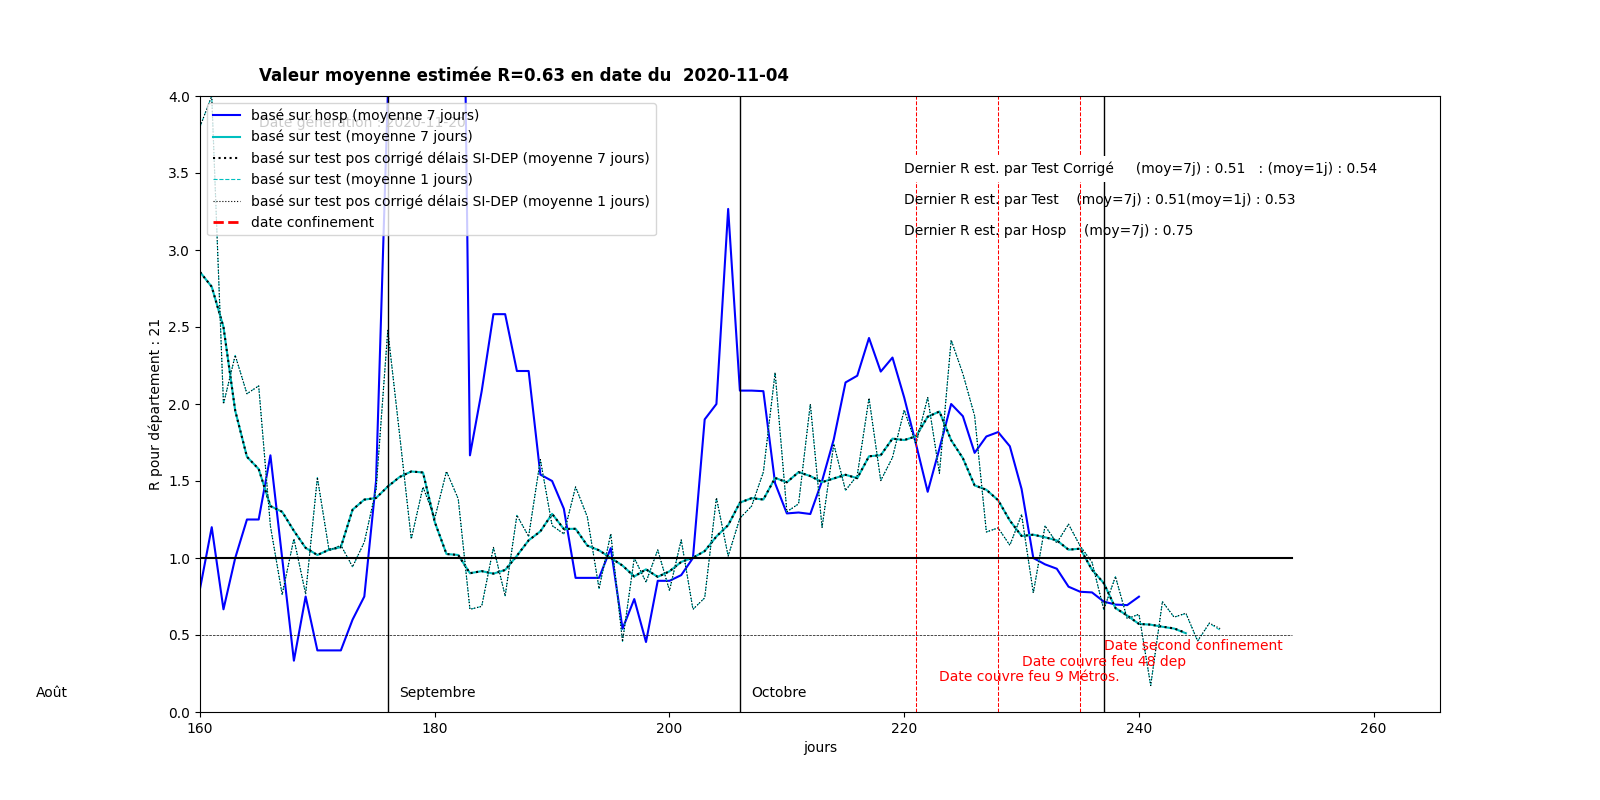 Valeur moyenne estimée R=0.63 en date du  2020-11-04
Date génération : 2020-11-20
basé sur hosp (moyenne 7 jours)
basé sur test (moyenne 7 jours)
basé sur test pos corrigé délais SI-DEP (moyenne 7 jours)
basé sur test (moyenne 1 jours)
basé sur test pos corrigé délais SI-DEP (moyenne 1 jours)
date confinement
Dernier R est. par Test Corrigé     (moy=7j) : 0.51   : (moy=1j) : 0.54
Dernier R est. par Test    (moy=7j) : 0.51(moy=1j) : 0.53
Dernier R est. par Hosp    (moy=7j) : 0.75
4.0
3.5
3.0
2.5
2.0
1.5
1.0
0.5
0.0
R pour département : 21
Date second confinement
Date couvre feu 48 dep
Date couvre feu 9 Métros.
Août
Septembre
Octobre
160
180
200
220
240
260
jours